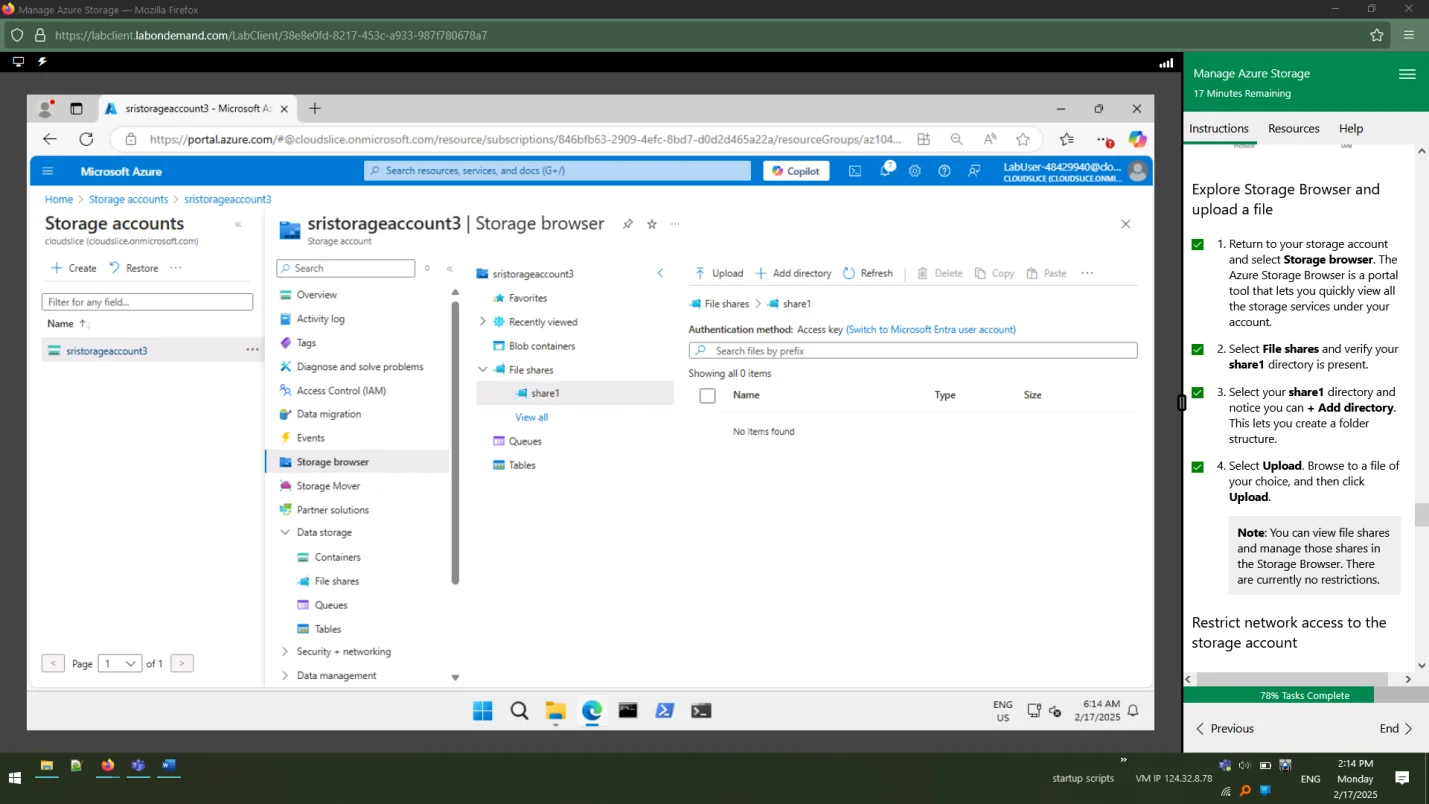 Manage Azure Storage — Mozilla Firefox
https://labclient.labondemand.com/LabClient/38e8e0fd-8217-453c-a933-987f780678a7
sristorageaccount3 - Microsoft Az
https://portal.azure.com/#@cloudslice.onmicrosoft.com/resource/subscriptions/846bfb63-2909-4efc-8bd7-d0d2d465a22a/resourceGroups/az104...
Microsoft Azure
Search resources, services, and docs (G+/)
Copilot
7
LabUser-48429940@clo...
CLOUDSLICE (CLOUDSLICE.ONMI...
Home > Storage accounts > sristorageaccount3
Storage accounts
cloudslice (cloudslice.onmicrosoft.com)
Create
Restore
Filter for any field...
Name
sristorageaccount3
Page 1 of 1
sristorageaccount3 | Storage browser
Storage account
Search
Overview
Activity log
Tags
Diagnose and solve problems
Access Control (IAM)
Data migration
Events
Storage browser
Storage Mover
Partner solutions
Data storage
Containers
File shares
Queues
Tables
Security + networking
Data management
sristorageaccount3
Favorites
Recently viewed
Blob containers
File shares
share1
View all
Queues
Tables
Upload
Add directory
Refresh
Delete
Copy
Paste
File shares > share1
Authentication method: Access key (Switch to Microsoft Entra user account)
Search files by prefix
Showing all 0 items
Name Type Size
No items found
ENG
US
6:14 AM
2/17/2025
Manage Azure Storage
17 Minutes Remaining
Instructions Resources Help
Protocol SMB
Explore Storage Browser and
upload a file
1. Return to your storage account
and select Storage browser. The
Azure Storage Browser is a portal
tool that lets you quickly view all
the storage services under your
account.
2. Select File shares and verify your
share1 directory is present.
3. Select your share1 directory and
notice you can + Add directory.
This lets you create a folder
structure.
4. Select Upload. Browse to a file of
your choice, and then click
Upload.
Note: You can view file shares
and manage those shares in
the Storage Browser. There
are currently no restrictions.
Restrict network access to the
storage account
78% Tasks Complete
Previous
End
startup scripts
VM IP 124.32.8.78
ENG
2:14 PM
Monday
2/17/2025